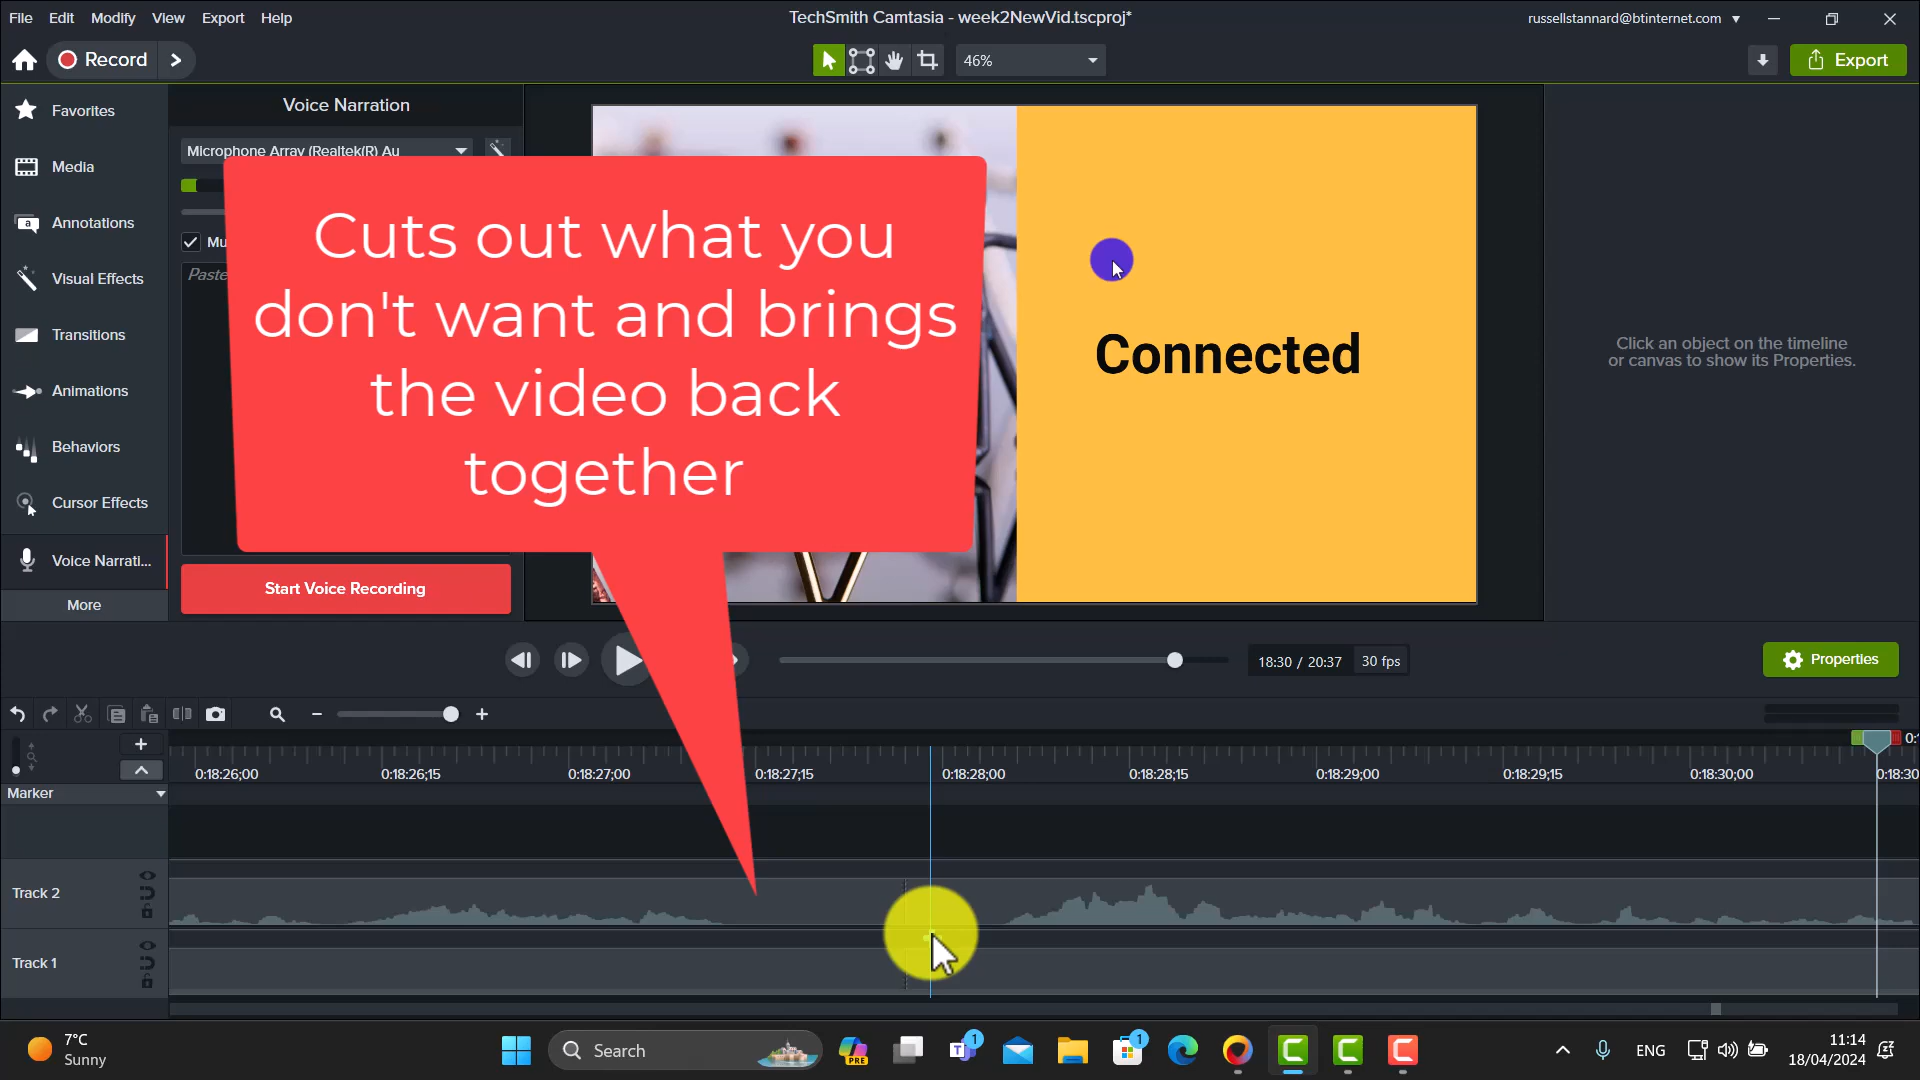 File Edit Modify View Export Help
TechSmith Camtasia - week2NewVid.tscproj*
russellstannard@btinternet.com
Record
46%
Export
Favorites
Media
Annotations
Visual Effects
Transitions
Animations
Behaviors
Cursor Effects
Voice Narrati...
More
Voice Narration
Microphone Array (Realtek(R) Au
Mu
Paste
Start Voice Recording
Cuts out what you
don't want and brings
the video back
together
Connected
Click an object on the timeline
or canvas to show its Properties.
18:30 / 20:37 30 fps
Properties
0:18:26;00 0:18:26;15 0:18:27;00 0:18:27;15 0:18:28;00 0:18:28;15 0:18:29;00 0:18:29;15 0:18:30;00 0:18:30
Marker
Track 2
Track 1
7°C
Sunny
Search
PRE
1
1
ENG
11:14
18/04/2024